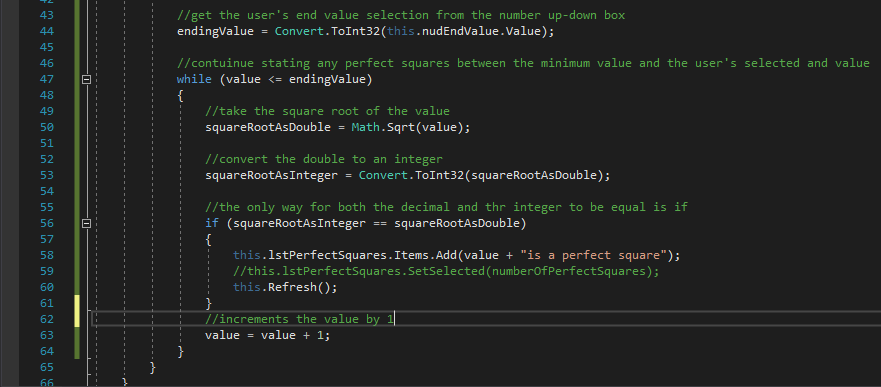 42
43 //get the user's end value selection from the number up-down box
44 endingValue = Convert.ToInt32(this.nudEndValue.Value);
45
46 //contuinue stating any perfect squares between the minimum value and the user's selected and value
47 while (value <= endingValue)
48 {
49 //take the square root of the value
50 squareRootAsDouble = Math.Sqrt(value);
51
52 //convert the double to an integer
53 squareRootAsInteger = Convert.ToInt32(squareRootAsDouble);
54
55 //the only way for both the decimal and thr integer to be equal is if
56 if (squareRootAsInteger == squareRootAsDouble)
57 {
58 this.lstPerfectSquares.Items.Add(value + "is a perfect square");
59 //this.lstPerfectSquares.SetSelected(numberOfPerfectSquares);
60 this.Refresh();
61 }
62 //increments the value by 1
63 value = value + 1;
64 }
65 }
66 }